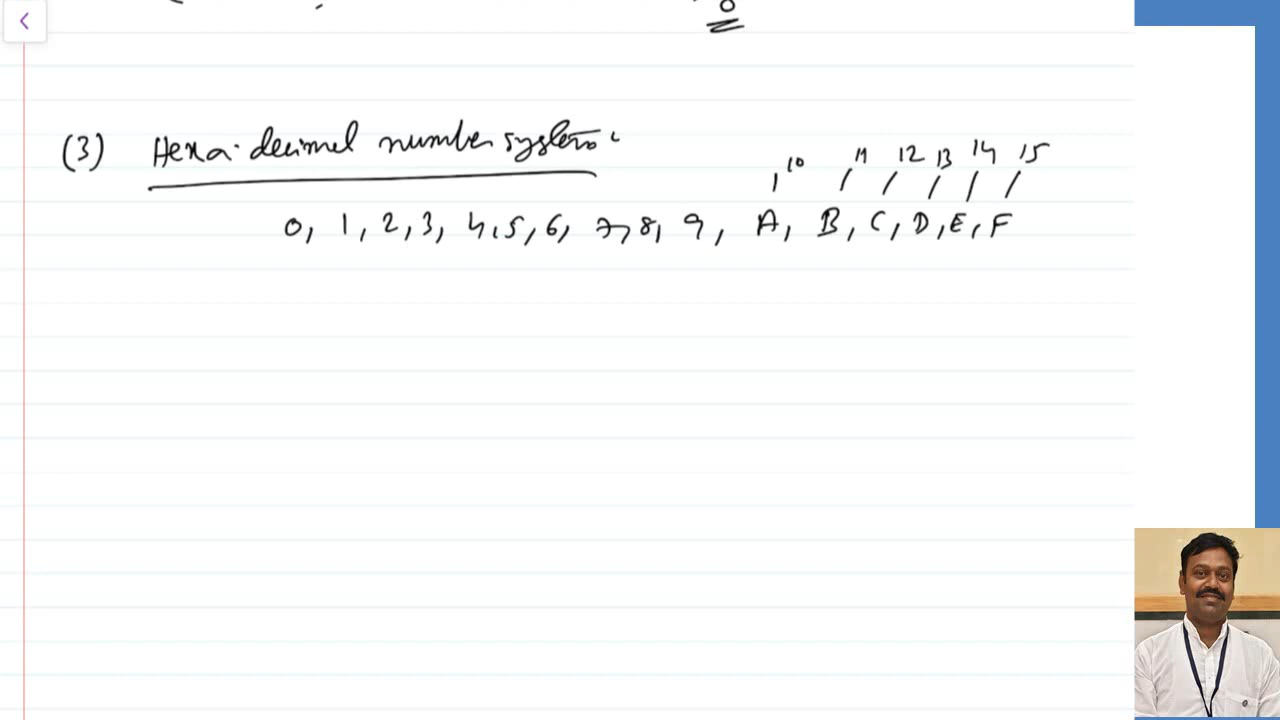 8
(3) Hexa-decimal number system:
10 11 12 13 14 15
0, 1, 2, 3, 4, 5, 6, 7, 8, 9, A, B, C, D, E, F